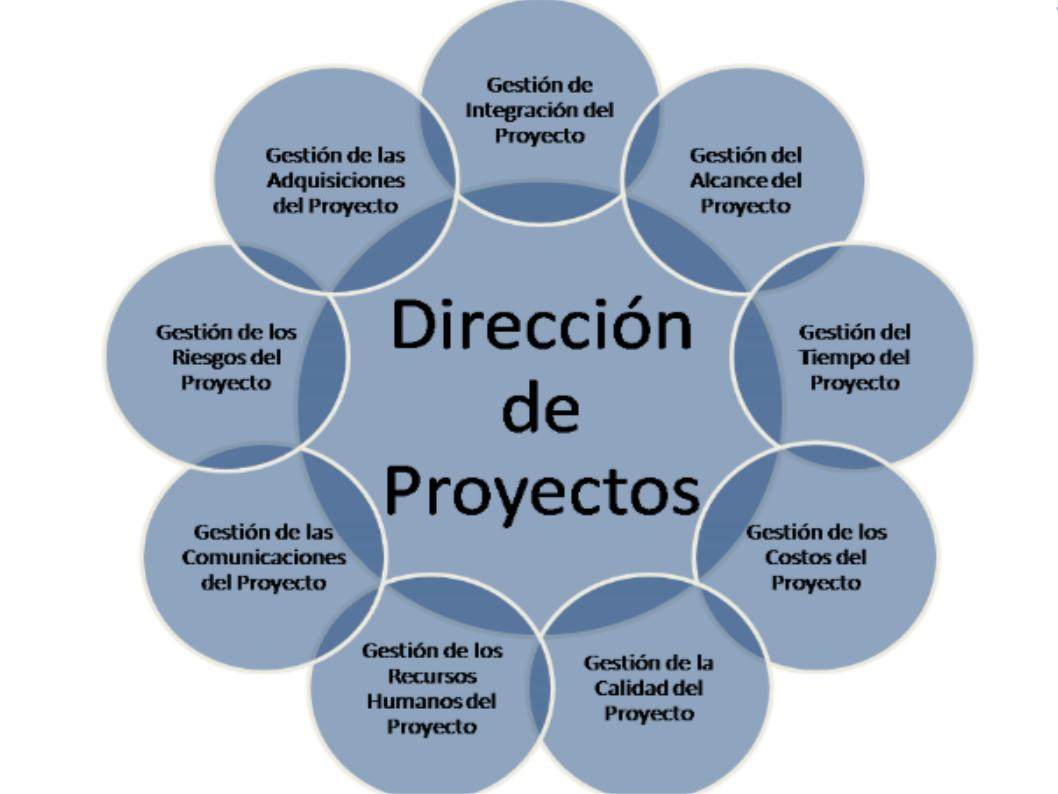 Gestión de
Integración del
Proyecto
Gestión del
Alcance del
Proyecto
Gestión del
Tiempo del
Proyecto
Gestión de los
Costos del
Proyecto
Gestión de la
Calidad del
Proyecto
Gestión de los
Recursos
Humanos del
Proyecto
Gestión de las
Comunicaciones
del Proyecto
Gestión de los
Riesgos del
Proyecto
Gestión de las
Adquisiciones
del Proyecto
Dirección
de
Proyectos